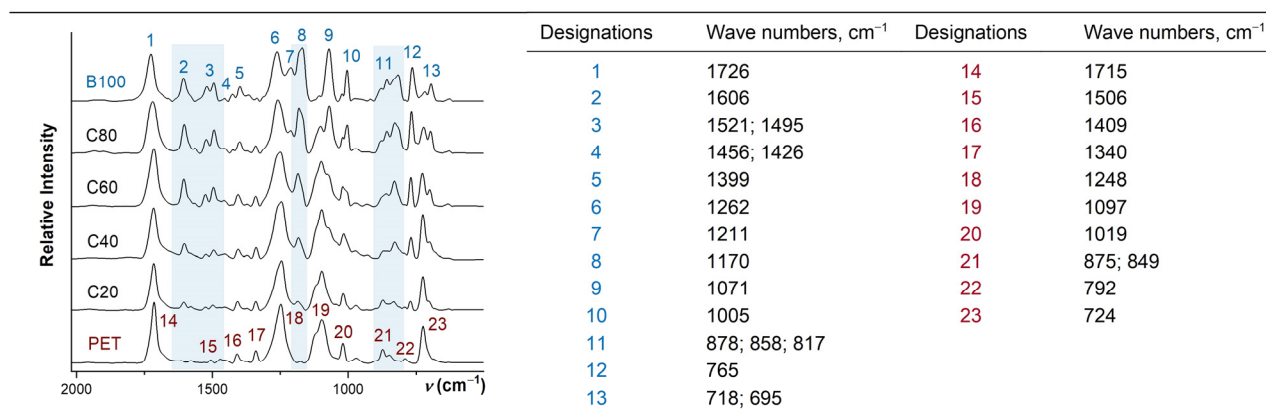 1
2
3
4
5
6
7
8
9
10
11
12
13
B100
C80
C60
C40
C20
PET
14
15
16
17
18
19
20
21
22
23
Relative Intensity
2000
1500
1000
ν (cm⁻¹)
Designations Wave numbers, cm⁻¹ Designations Wave numbers, cm⁻¹
1 1726 14 1715
2 1606 15 1506
3 1521; 1495 16 1409
4 1456; 1426 17 1340
5 1399 18 1248
6 1262 19 1097
7 1211 20 1019
8 1170 21 875; 849
9 1071 22 792
10 1005 23 724
11 878; 858; 817
12 765
13 718; 695